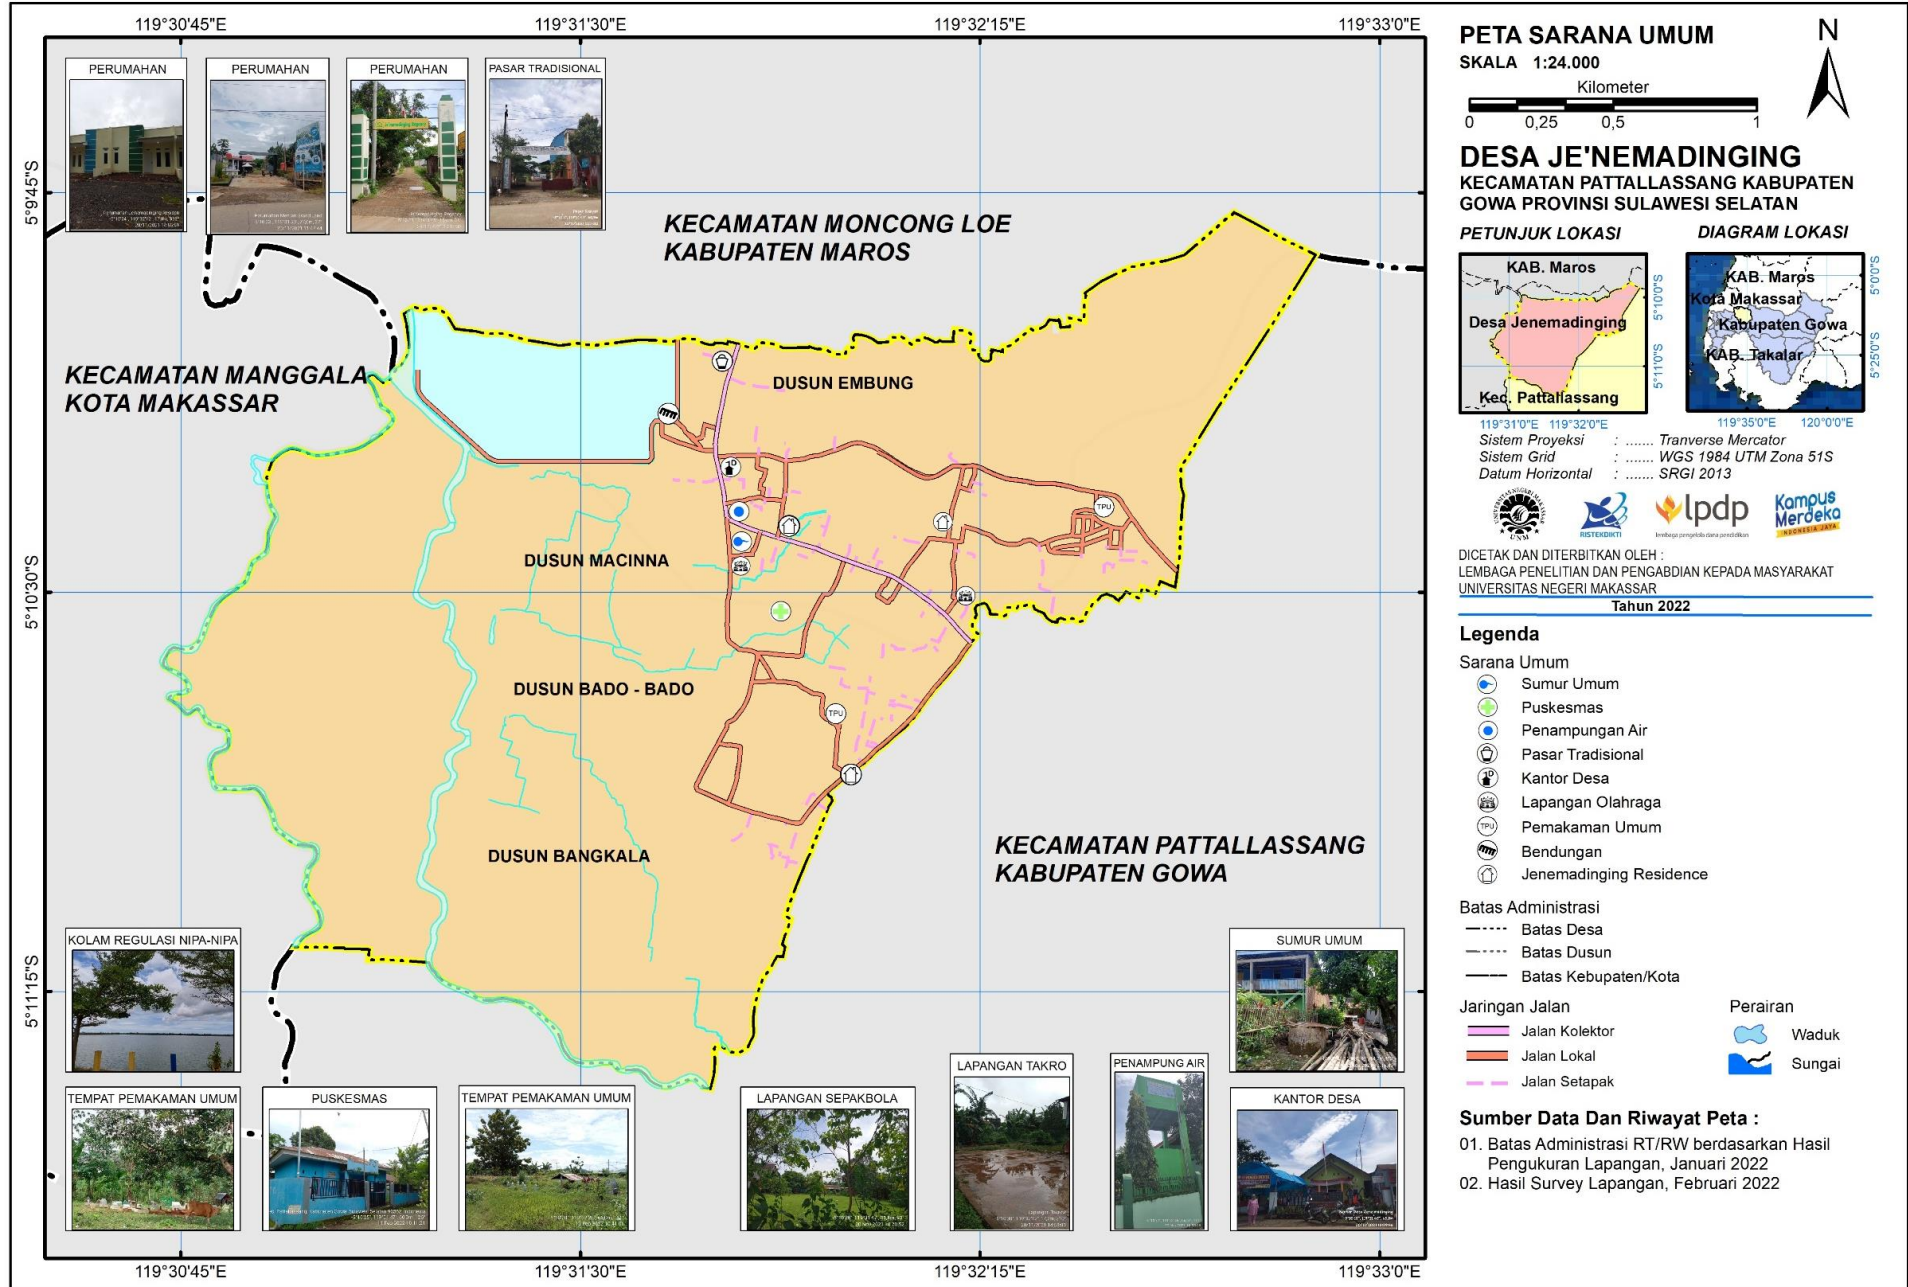 119°30'45"E
119°31'30"E
119°32'15"E
119°33'0"E
5°9'45"S
5°10'30"S
5°11'15"S
PERUMAHAN
PERUMAHAN
PERUMAHAN
PASAR TRADISIONAL
KECAMATAN MONCONG LOE
KABUPATEN MAROS
KECAMATAN MANGGALA
KOTA MAKASSAR
DUSUN EMBUNG
DUSUN MACINNA
TPU
DUSUN BADO - BADO
TPU
DUSUN BANGKALA
KECAMATAN PATTALLASSANG
KABUPATEN GOWA
KOLAM REGULASI NIPA-NIPA
SUMUR UMUM
TEMPAT PEMAKAMAN UMUM
PUSKESMAS
TEMPAT PEMAKAMAN UMUM
LAPANGAN SEPAKBOLA
LAPANGAN TAKRO
PENAMPUNG AIR
KANTOR DESA
119°30'45"E
119°31'30"E
119°32'15"E
119°33'0"E
PETA SARANA UMUM
SKALA 1:24.000
Kilometer
0 0,25 0,5 1
N
DESA JE'NEMADINGING
KECAMATAN PATTALLASSANG KABUPATEN
GOWA PROVINSI SULAWESI SELATAN
PETUNJUK LOKASI
KAB. Maros
Desa Jenemadinging
Kec. Pattallassang
5°10'0"S
5°11'0"S
119°31'0"E 119°32'0"E
DIAGRAM LOKASI
KAB. Maros
Kota Makassar
Kabupaten Gowa
KAB. Takalar
5°0'0"S
5°25'0"S
119°35'0"E 120°0'0"E
Sistem Proyeksi : ....... Tranverse Mercator
Sistem Grid : ....... WGS 1984 UTM Zona 51S
Datum Horizontal : ....... SRGI 2013
UNM
RISTEKDIKTI
lpdp
lembaga pengelola dana pendidikan
Kampus
Merdeka
INDONESIA JAYA
DICETAK DAN DITERBITKAN OLEH :
LEMBAGA PENELITIAN DAN PENGABDIAN KEPADA MASYARAKAT
UNIVERSITAS NEGERI MAKASSAR
Tahun 2022
Legenda
Sarana Umum
Sumur Umum
Puskesmas
Penampungan Air
Pasar Tradisional
Kantor Desa
Lapangan Olahraga
TPU Pemakaman Umum
Bendungan
Jenemadinging Residence
Batas Administrasi
Batas Desa
Batas Dusun
Batas Kebupaten/Kota
Jaringan Jalan
Jalan Kolektor
Jalan Lokal
Jalan Setapak
Perairan
Waduk
Sungai
Sumber Data Dan Riwayat Peta :
01. Batas Administrasi RT/RW berdasarkan Hasil
Pengukuran Lapangan, Januari 2022
02. Hasil Survey Lapangan, Februari 2022